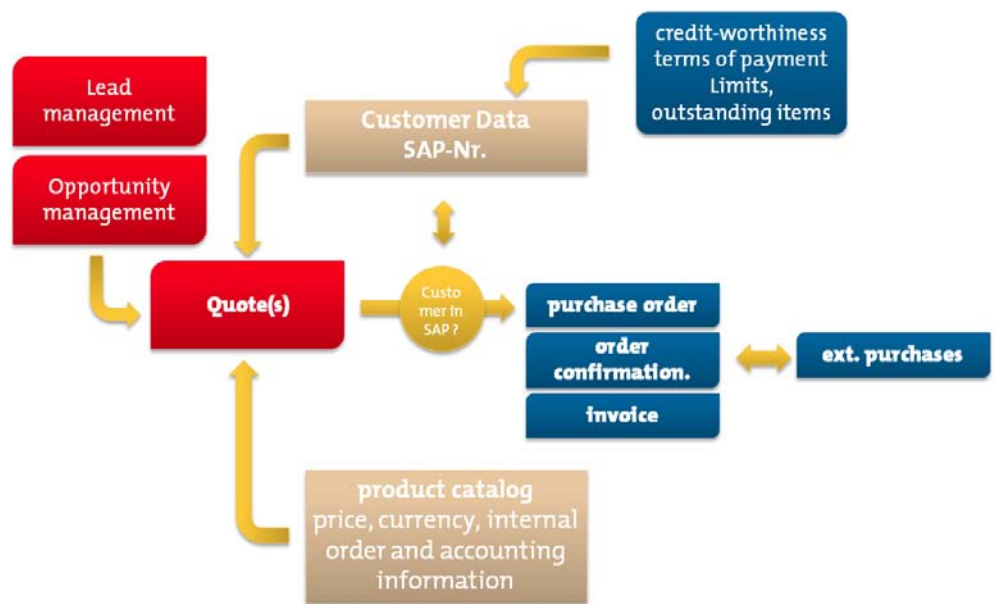 Lead
management
Opportunity
management
credit-worthiness
terms of payment
Limits,
outstanding items
Customer Data
SAP-Nr.
Quote(s)
Custo
mer in
SAP ?
purchase order
order
confirmation.
invoice
ext. purchases
product catalog
price, currency, internal
order and accounting
information